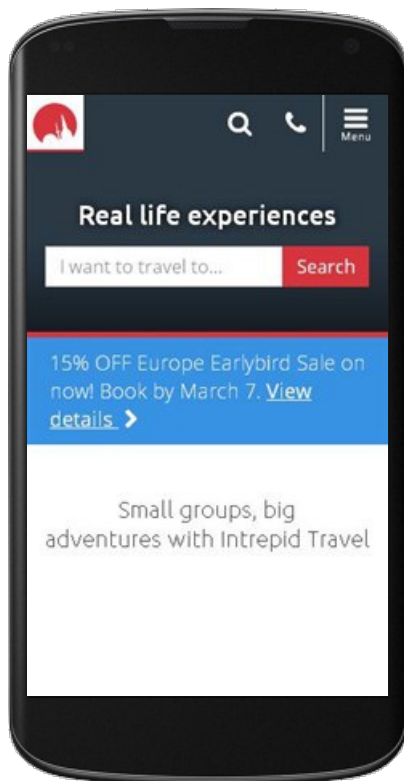 Menu
Real life experiences
I want to travel to...
Search
15% OFF Europe Earlybird Sale on
now! Book by March 7. View
details
Small groups, big
adventures with Intrepid Travel